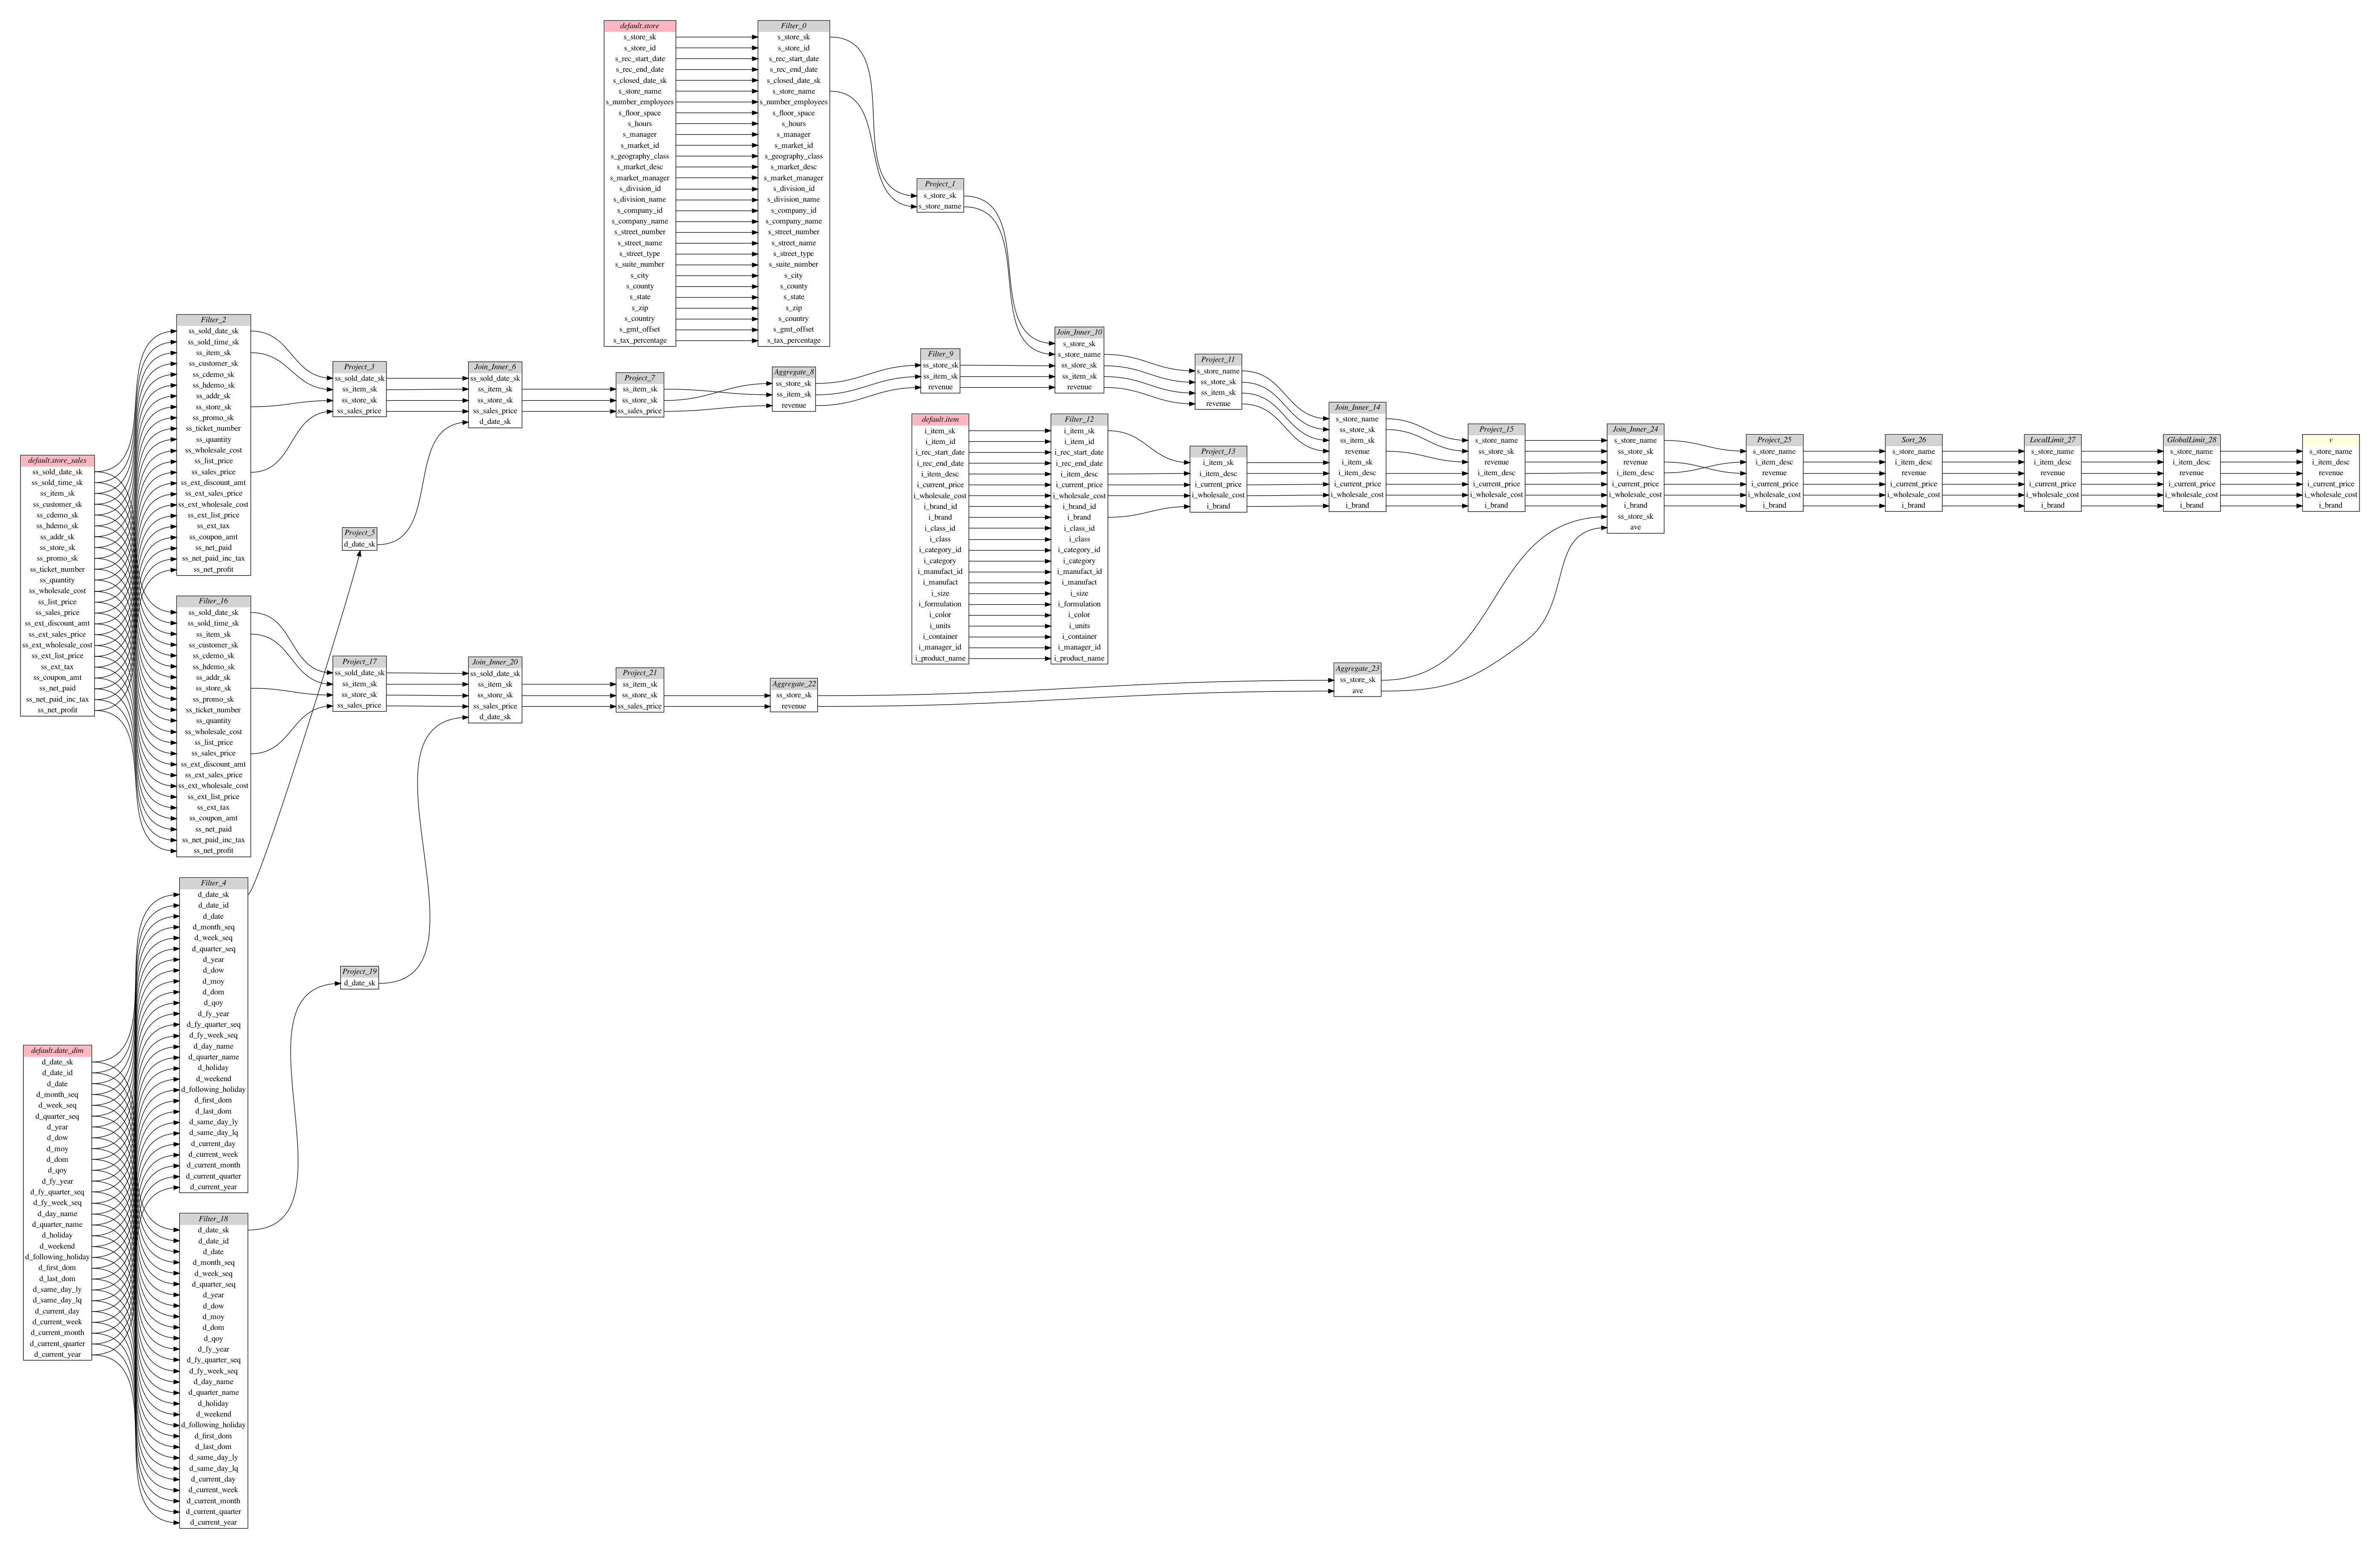 default.store
s_store_sk
s_store_id
s_rec_start_date
s_rec_end_date
s_closed_date_sk
s_store_name
s_number_employees
s_floor_space
s_hours
s_manager
s_market_id
s_geography_class
s_market_desc
s_market_manager
s_division_id
s_division_name
s_company_id
s_company_name
s_street_number
s_street_name
s_street_type
s_suite_number
s_city
s_county
s_state
s_zip
s_country
s_gmt_offset
s_tax_percentage
Filter_0
s_store_sk
s_store_id
s_rec_start_date
s_rec_end_date
s_closed_date_sk
s_store_name
s_number_employees
s_floor_space
s_hours
s_manager
s_market_id
s_geography_class
s_market_desc
s_market_manager
s_division_id
s_division_name
s_company_id
s_company_name
s_street_number
s_street_name
s_street_type
s_suite_number
s_city
s_county
s_state
s_zip
s_country
s_gmt_offset
s_tax_percentage
Project_1
s_store_sk
s_store_name
default.store_sales
ss_sold_date_sk
ss_sold_time_sk
ss_item_sk
ss_customer_sk
ss_cdemo_sk
ss_hdemo_sk
ss_addr_sk
ss_store_sk
ss_promo_sk
ss_ticket_number
ss_quantity
ss_wholesale_cost
ss_list_price
ss_sales_price
ss_ext_discount_amt
ss_ext_sales_price
ss_ext_wholesale_cost
ss_ext_list_price
ss_ext_tax
ss_coupon_amt
ss_net_paid
ss_net_paid_inc_tax
ss_net_profit
Filter_2
ss_sold_date_sk
ss_sold_time_sk
ss_item_sk
ss_customer_sk
ss_cdemo_sk
ss_hdemo_sk
ss_addr_sk
ss_store_sk
ss_promo_sk
ss_ticket_number
ss_quantity
ss_wholesale_cost
ss_list_price
ss_sales_price
ss_ext_discount_amt
ss_ext_sales_price
ss_ext_wholesale_cost
ss_ext_list_price
ss_ext_tax
ss_coupon_amt
ss_net_paid
ss_net_paid_inc_tax
ss_net_profit
Project_3
ss_sold_date_sk
ss_item_sk
ss_store_sk
ss_sales_price
Join_Inner_6
ss_sold_date_sk
ss_item_sk
ss_store_sk
ss_sales_price
d_date_sk
Project_7
ss_item_sk
ss_store_sk
ss_sales_price
Aggregate_8
ss_store_sk
ss_item_sk
revenue
Filter_9
ss_store_sk
ss_item_sk
revenue
Join_Inner_10
s_store_sk
s_store_name
ss_store_sk
ss_item_sk
revenue
Project_11
s_store_name
ss_store_sk
ss_item_sk
revenue
default.item
i_item_sk
i_item_id
i_rec_start_date
i_rec_end_date
i_item_desc
i_current_price
i_wholesale_cost
i_brand_id
i_brand
i_class_id
i_class
i_category_id
i_category
i_manufact_id
i_manufact
i_size
i_formulation
i_color
i_units
i_container
i_manager_id
i_product_name
Filter_12
i_item_sk
i_item_id
i_rec_start_date
i_rec_end_date
i_item_desc
i_current_price
i_wholesale_cost
i_brand_id
i_brand
i_class_id
i_class
i_category_id
i_category
i_manufact_id
i_manufact
i_size
i_formulation
i_color
i_units
i_container
i_manager_id
i_product_name
Project_13
i_item_sk
i_item_desc
i_current_price
i_wholesale_cost
i_brand
Join_Inner_14
s_store_name
ss_store_sk
ss_item_sk
revenue
i_item_sk
i_item_desc
i_current_price
i_wholesale_cost
i_brand
Project_15
s_store_name
ss_store_sk
revenue
i_item_desc
i_current_price
i_wholesale_cost
i_brand
Join_Inner_24
s_store_name
ss_store_sk
revenue
i_item_desc
i_current_price
i_wholesale_cost
i_brand
ss_store_sk
ave
Project_25
s_store_name
i_item_desc
revenue
i_current_price
i_wholesale_cost
i_brand
Sort_26
s_store_name
i_item_desc
revenue
i_current_price
i_wholesale_cost
i_brand
LocalLimit_27
s_store_name
i_item_desc
revenue
i_current_price
i_wholesale_cost
i_brand
GlobalLimit_28
s_store_name
i_item_desc
revenue
i_current_price
i_wholesale_cost
i_brand
v
s_store_name
i_item_desc
revenue
i_current_price
i_wholesale_cost
i_brand
Project_5
d_date_sk
Filter_16
ss_sold_date_sk
ss_sold_time_sk
ss_item_sk
ss_customer_sk
ss_cdemo_sk
ss_hdemo_sk
ss_addr_sk
ss_store_sk
ss_promo_sk
ss_ticket_number
ss_quantity
ss_wholesale_cost
ss_list_price
ss_sales_price
ss_ext_discount_amt
ss_ext_sales_price
ss_ext_wholesale_cost
ss_ext_list_price
ss_ext_tax
ss_coupon_amt
ss_net_paid
ss_net_paid_inc_tax
ss_net_profit
Project_17
ss_sold_date_sk
ss_item_sk
ss_store_sk
ss_sales_price
Join_Inner_20
ss_sold_date_sk
ss_item_sk
ss_store_sk
ss_sales_price
d_date_sk
Project_21
ss_item_sk
ss_store_sk
ss_sales_price
Aggregate_22
ss_store_sk
revenue
Aggregate_23
ss_store_sk
ave
default.date_dim
d_date_sk
d_date_id
d_date
d_month_seq
d_week_seq
d_quarter_seq
d_year
d_dow
d_moy
d_dom
d_qoy
d_fy_year
d_fy_quarter_seq
d_fy_week_seq
d_day_name
d_quarter_name
d_holiday
d_weekend
d_following_holiday
d_first_dom
d_last_dom
d_same_day_ly
d_same_day_lq
d_current_day
d_current_week
d_current_month
d_current_quarter
d_current_year
Filter_4
d_date_sk
d_date_id
d_date
d_month_seq
d_week_seq
d_quarter_seq
d_year
d_dow
d_moy
d_dom
d_qoy
d_fy_year
d_fy_quarter_seq
d_fy_week_seq
d_day_name
d_quarter_name
d_holiday
d_weekend
d_following_holiday
d_first_dom
d_last_dom
d_same_day_ly
d_same_day_lq
d_current_day
d_current_week
d_current_month
d_current_quarter
d_current_year
Project_19
d_date_sk
Filter_18
d_date_sk
d_date_id
d_date
d_month_seq
d_week_seq
d_quarter_seq
d_year
d_dow
d_moy
d_dom
d_qoy
d_fy_year
d_fy_quarter_seq
d_fy_week_seq
d_day_name
d_quarter_name
d_holiday
d_weekend
d_following_holiday
d_first_dom
d_last_dom
d_same_day_ly
d_same_day_lq
d_current_day
d_current_week
d_current_month
d_current_quarter
d_current_year